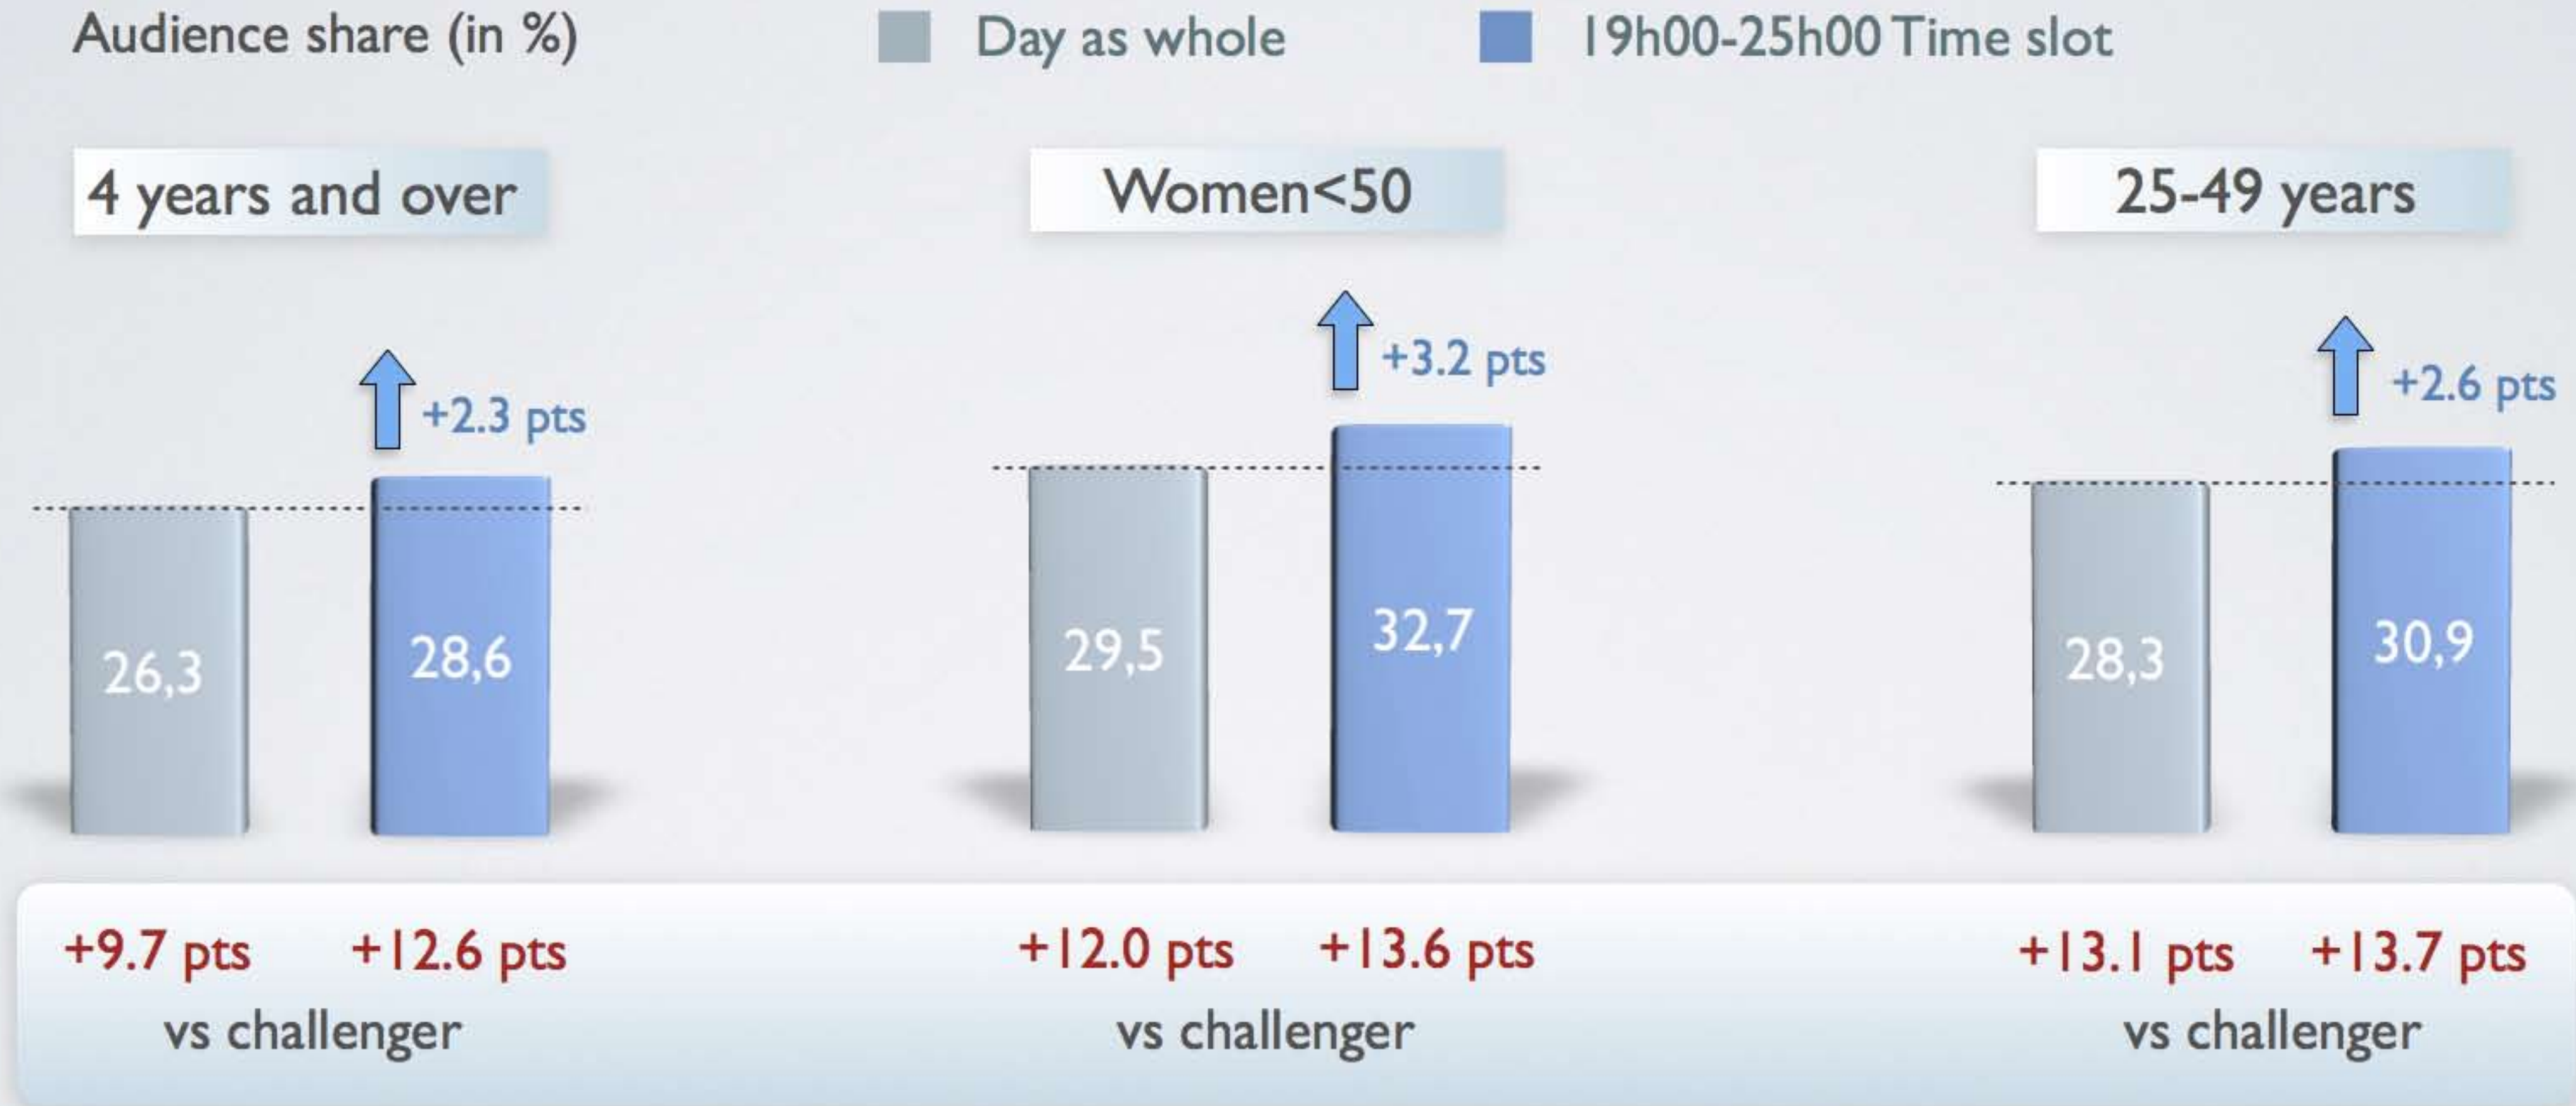 Audience share (in %)
Day as whole
19h00-25h00 Time slot
4 years and over
Women<50
25-49 years
+2.3 pts
+3.2 pts
+2.6 pts
26,3
28,6
29,5
32,7
28,3
30,9
+9.7 pts
+12.6 pts
+12.0 pts
+13.6 pts
+13.1 pts
+13.7 pts
vs challenger
vs challenger
vs challenger